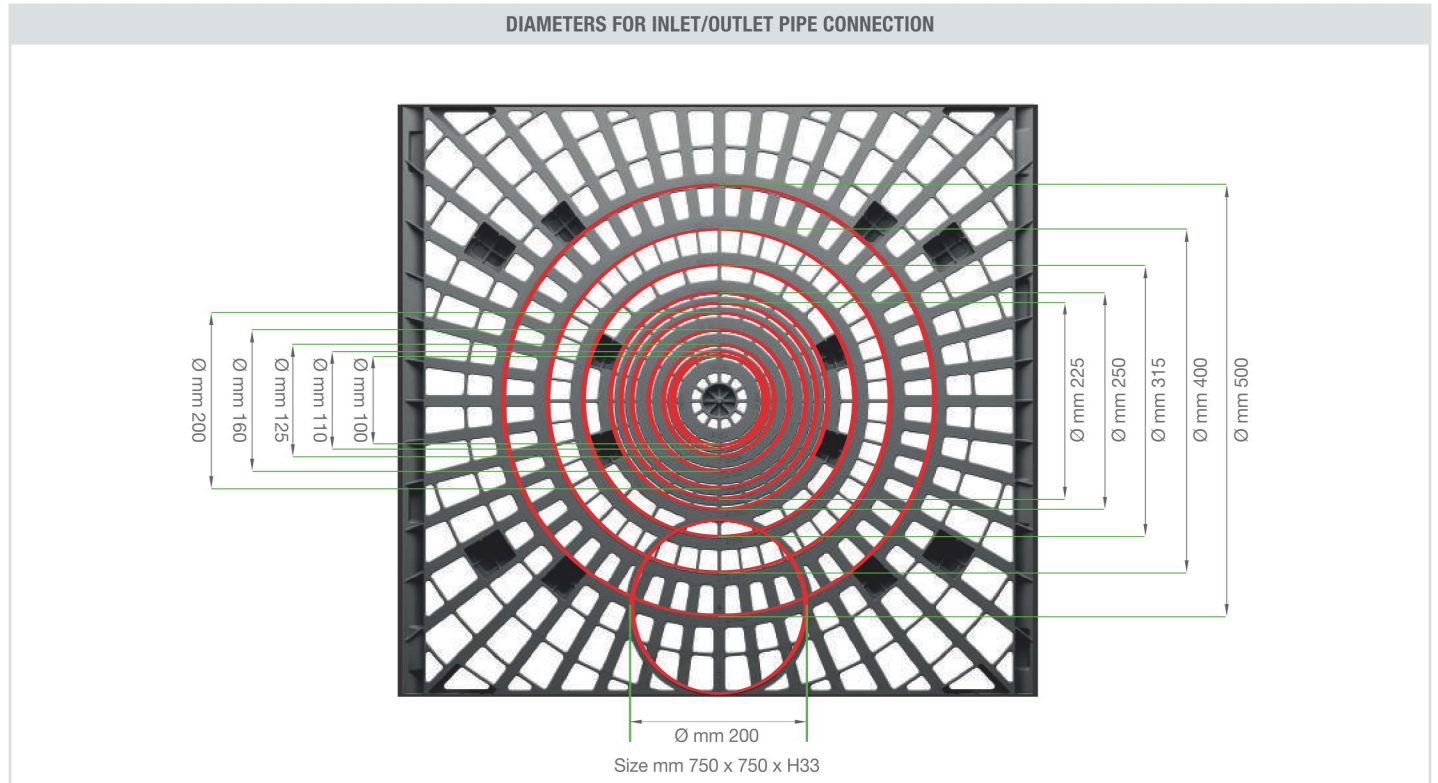 DIAMETERS FOR INLET/OUTLET PIPE CONNECTION
Ø mm 200
Ø mm 160
Ø mm 125
Ø mm 110
Ø mm 100
Ø mm 225
Ø mm 250
Ø mm 315
Ø mm 400
Ø mm 500
Ø mm 200
Size mm 750 x 750 x H33